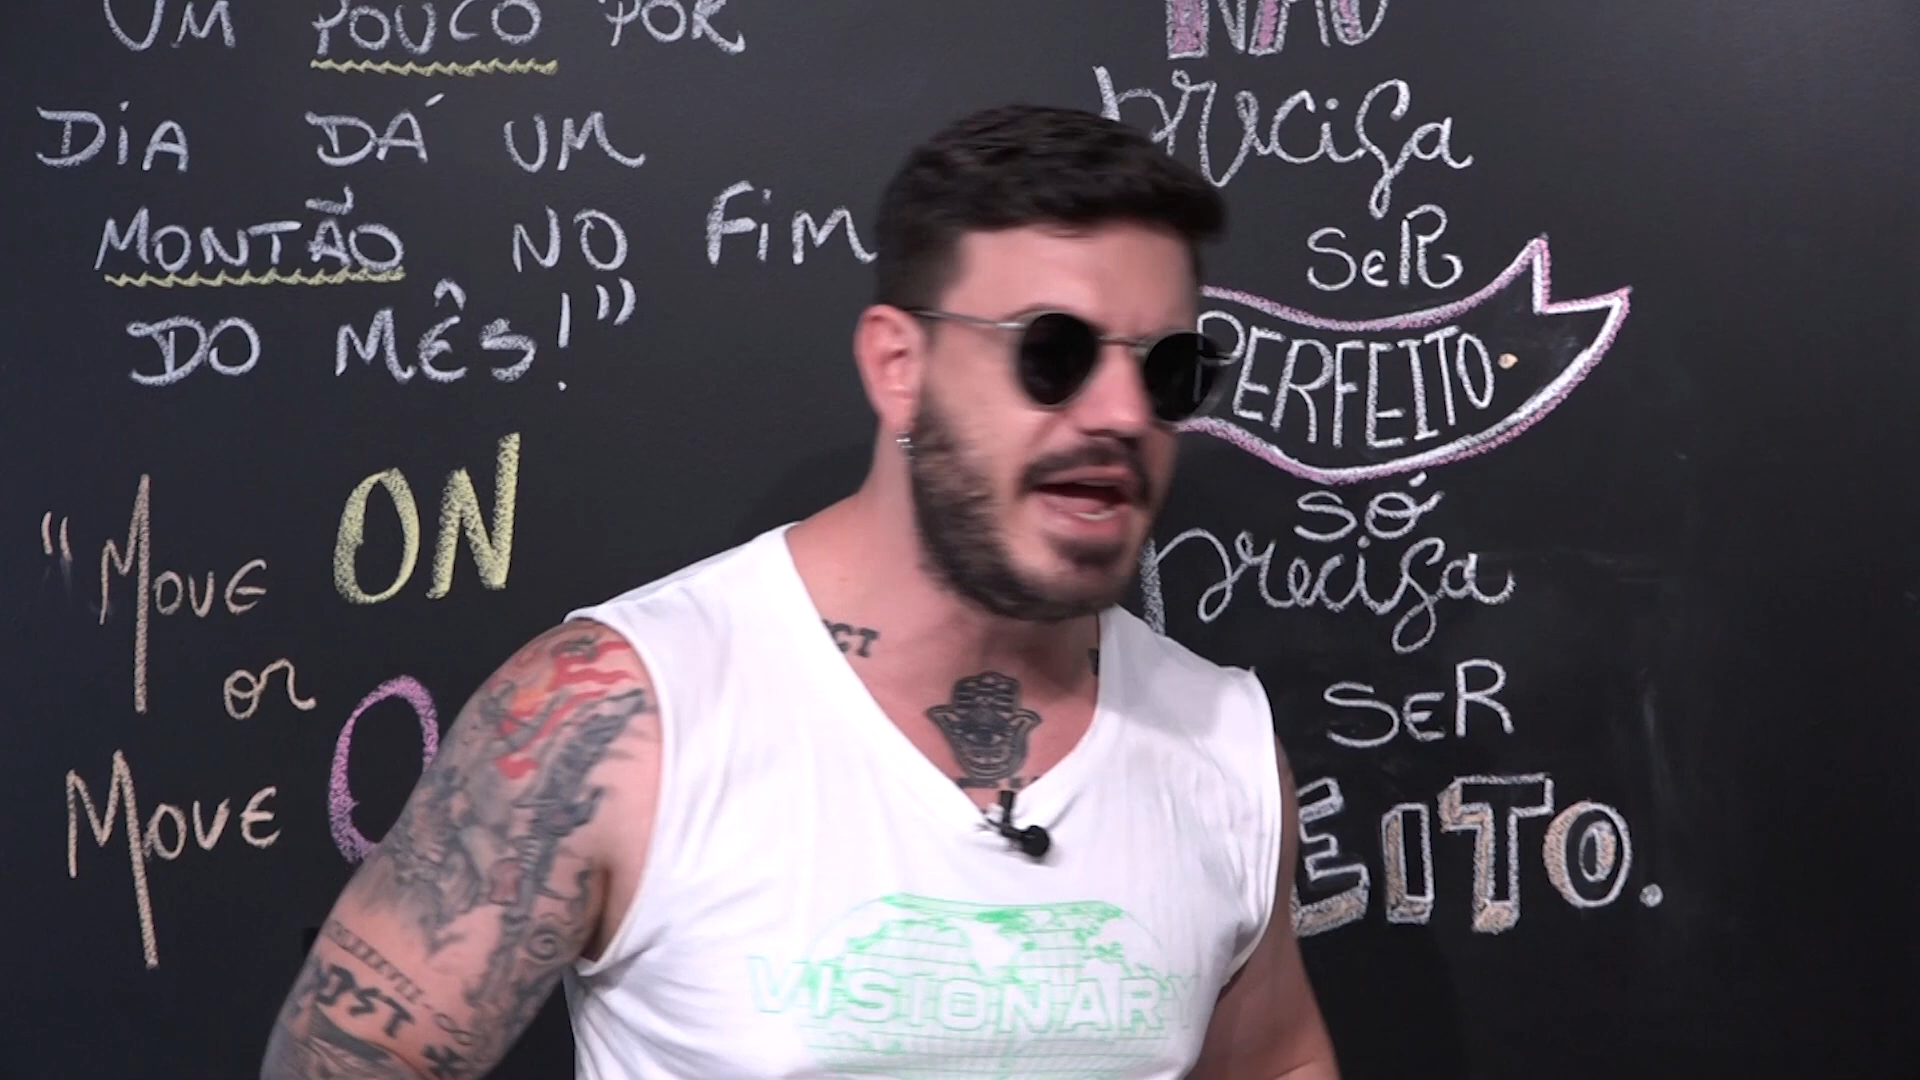 UM POUCO POR
DIA DÁ UM
MONTÃO NO FIM
DO MÊS!”
“MOVE ON
or
MOVE
NÃO
precisa
SER
PERFEITO.
SÓ
precisa
SER
EITO.
VISIONARY